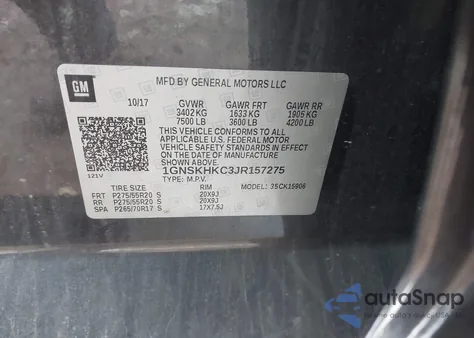 GM
MFD BY GENERAL MOTORS LLC
10/17 GVWR GAWR FRT GAWR RR
3402 KG 1633 KG 1905 KG
7500 LB 3600 LB 4200 LB
THIS VEHICLE CONFORMS TO ALL
APPLICABLE U.S. FEDERAL MOTOR
VEHICLE SAFETY STANDARDS IN EFFECT
ON THE DATE OF MANUFACTURE
SHOWN ABOVE.
1GNSKHKC3JR157275
121V TYPE: M.P.V. MODEL: 35CK15906
TIRE SIZE RIM
FRT P275/55R20 S 20X9J
RR P275/55R20 S 20X9J
SPA P265/70R17 S 17X7.5J
autoSnap